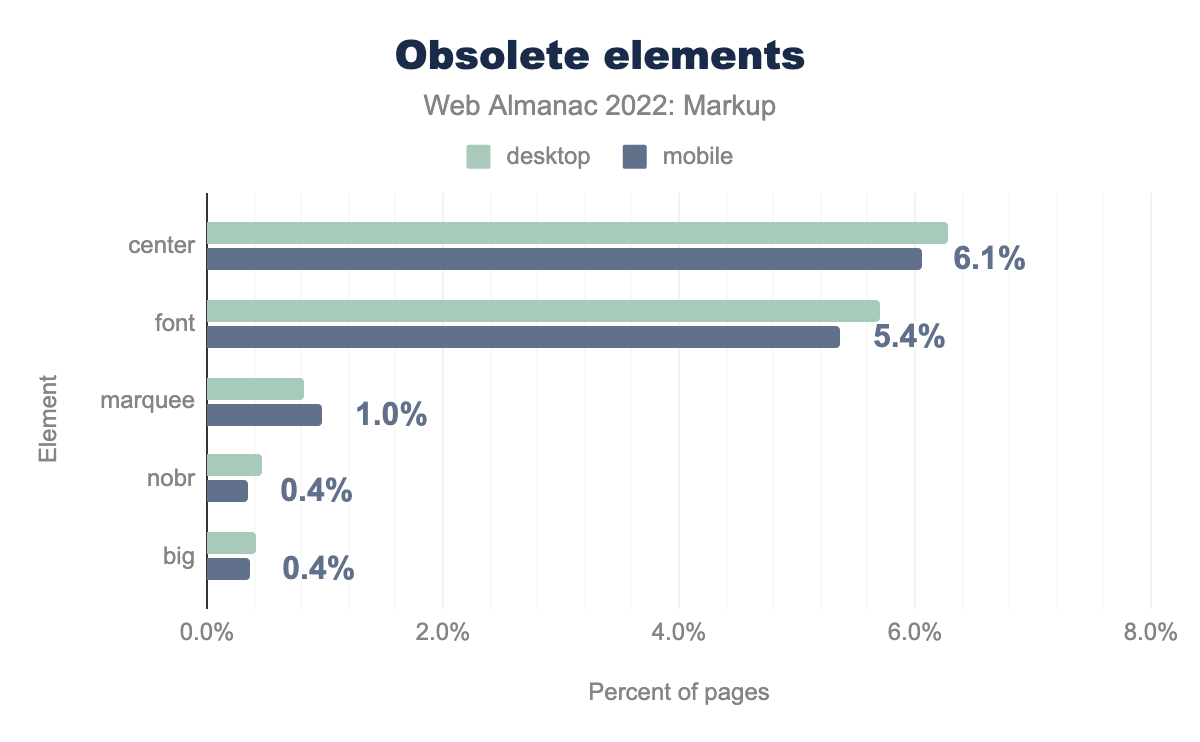 Obsolete elements
Web Almanac 2022: Markup
desktop mobile
center 6.1%
font 5.4%
marquee 1.0%
nobr 0.4%
big 0.4%
Element
0.0% 2.0% 4.0% 6.0% 8.0%
Percent of pages